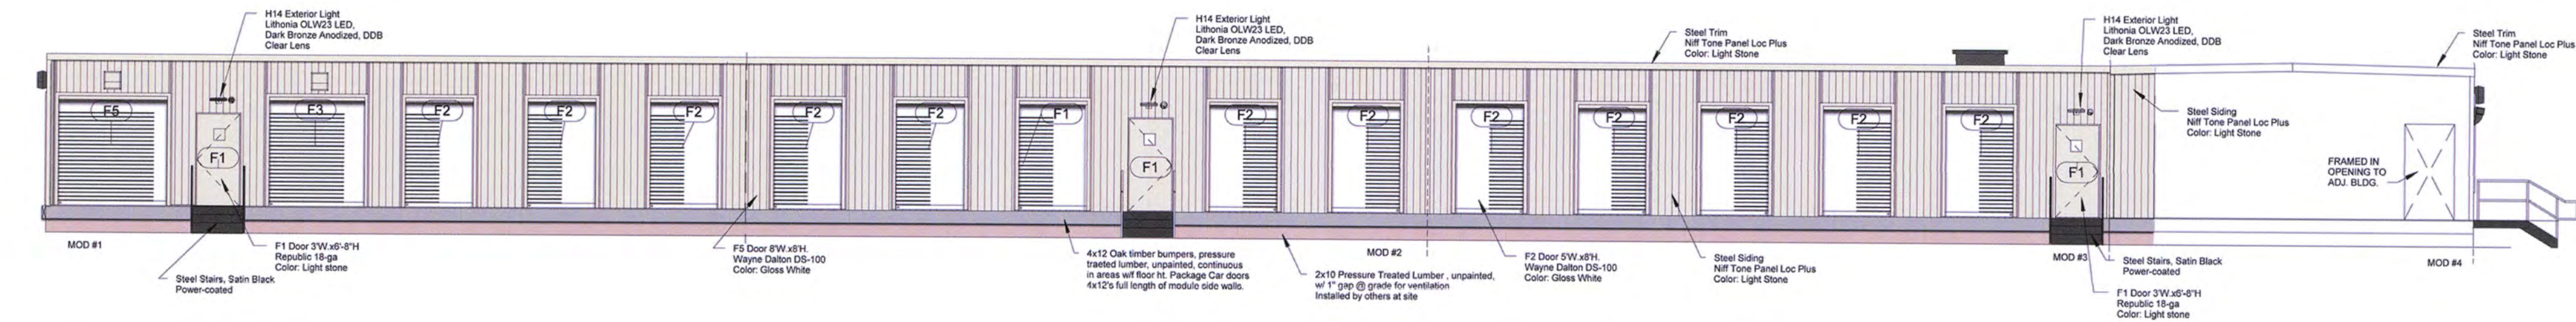 H14 Exterior Light
Lithonia OLW23 LED,
Dark Bronze Anodized, DDB
Clear Lens
H14 Exterior Light
Lithonia OLW23 LED,
Dark Bronze Anodized, DDB
Clear Lens
Steel Trim
Niff Tone Panel Loc Plus
Color: Light Stone
H14 Exterior Light
Lithonia OLW23 LED,
Dark Bronze Anodized, DDB
Clear Lens
Steel Trim
Niff Tone Panel Loc Plus
Color: Light Stone
F5
F1
F3
F2
F2
F2
F2
F2
F1
F1
F2
F2
F2
F2
F2
F2
F2
F1
Steel Siding
Niff Tone Panel Loc Plus
Color: Light Stone
FRAMED IN
OPENING TO
ADJ. BLDG.
MOD #1
Steel Stairs, Satin Black
Power-coated
F1 Door 3'W.x6'-8"H
Republic 18-ga
Color: Light stone
F5 Door 8'W.x8'H.
Wayne Dalton DS-100
Color: Gloss White
4x12 Oak timber bumpers, pressure
traeted lumber, unpainted, continuous
in areas w/f floor ht. Package Car doors
4x12's full length of module side walls.
2x10 Pressure Treated Lumber , unpainted,
w/ 1" gap @ grade for ventilation
Installed by others at site
MOD #2
F2 Door 5'W.x8'H.
Wayne Dalton DS-100
Color: Gloss White
Steel Siding
Niff Tone Panel Loc Plus
Color: Light Stone
MOD #3
Steel Stairs, Satin Black
Power-coated
F1 Door 3'W.x6'-8"H
Republic 18-ga
Color: Light stone
MOD #4